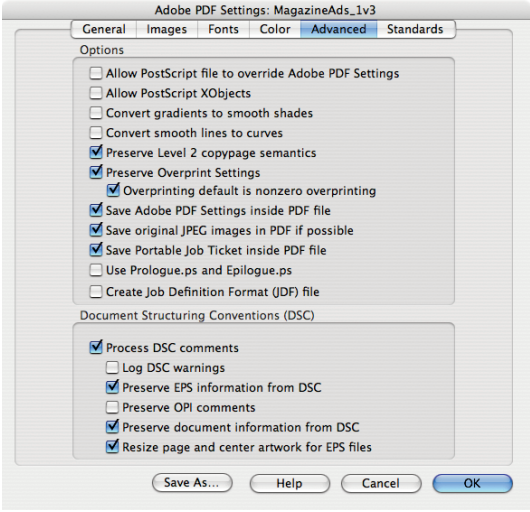 Adobe PDF Settings: MagazineAds_1v3
General Images Fonts Color Advanced Standards
Options
Allow PostScript file to override Adobe PDF Settings
Allow PostScript XObjects
Convert gradients to smooth shades
Convert smooth lines to curves
Preserve Level 2 copypage semantics
Preserve Overprint Settings
Overprinting default is nonzero overprinting
Save Adobe PDF Settings inside PDF file
Save original JPEG images in PDF if possible
Save Portable Job Ticket inside PDF file
Use Prologue.ps and Epilogue.ps
Create Job Definition Format (JDF) file
Document Structuring Conventions (DSC)
Process DSC comments
Log DSC warnings
Preserve EPS information from DSC
Preserve OPI comments
Preserve document information from DSC
Resize page and center artwork for EPS files
Save As... Help Cancel OK